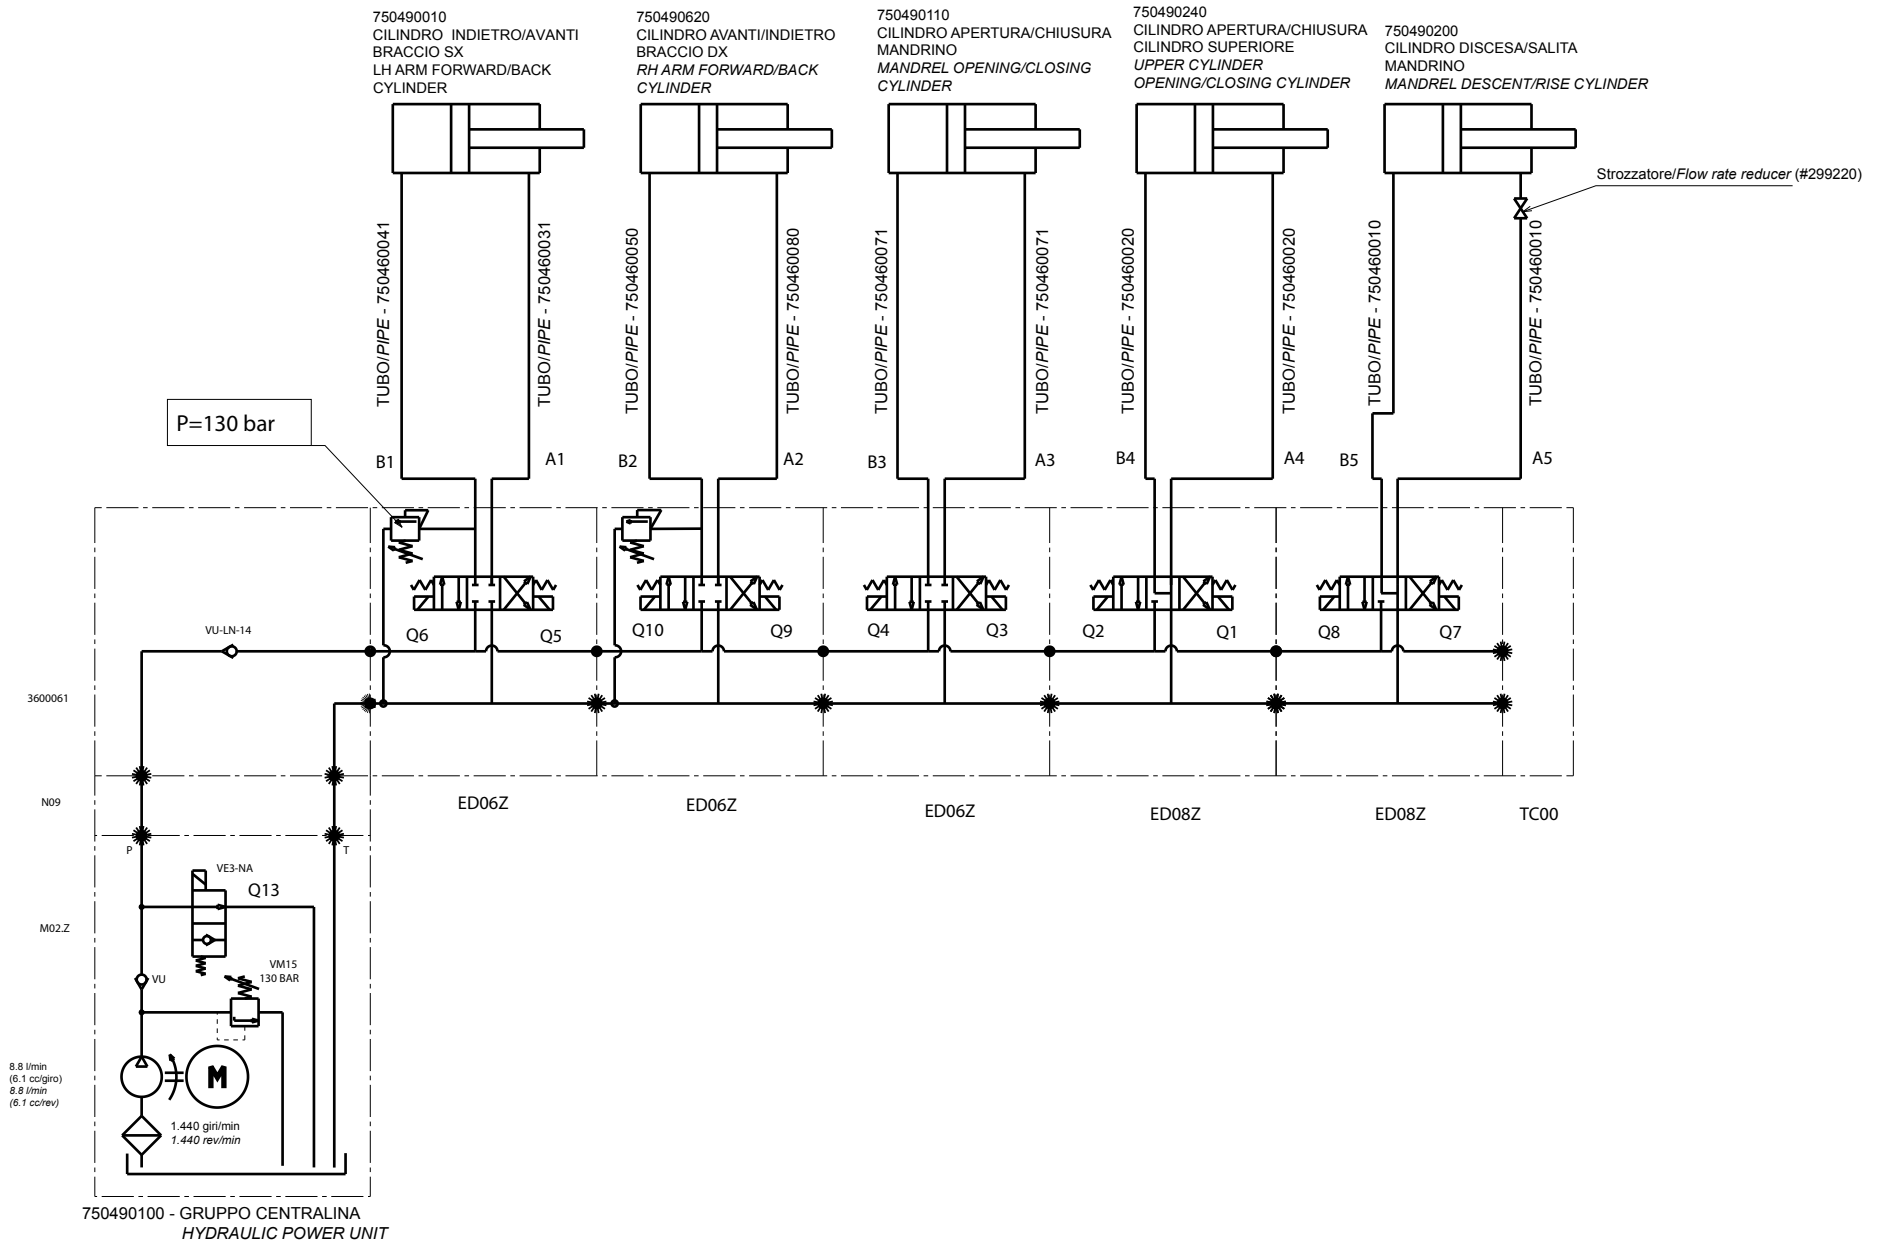 750490010
CILINDRO INDIETRO/AVANTI
BRACCIO SX
LH ARM FORWARD/BACK
CYLINDER
750490620
CILINDRO AVANTI/INDIETRO
BRACCIO DX
RH ARM FORWARD/BACK
CYLINDER
750490110
CILINDRO APERTURA/CHIUSURA
MANDRINO
MANDREL OPENING/CLOSING
CYLINDER
750490240
CILINDRO APERTURA/CHIUSURA
CILINDRO SUPERIORE
UPPER CYLINDER
OPENING/CLOSING CYLINDER
750490200
CILINDRO DISCESA/SALITA
MANDRINO
MANDREL DESCENT/RISE CYLINDER
Strozzatore/Flow rate reducer (#299220)
TUBO/PIPE - 750460041
TUBO/PIPE - 750460031
TUBO/PIPE - 750460050
TUBO/PIPE - 750460080
TUBO/PIPE - 750460071
TUBO/PIPE - 750460071
TUBO/PIPE - 750460020
TUBO/PIPE - 750460020
TUBO/PIPE - 750460010
TUBO/PIPE - 750460010
P=130 bar
B1
A1
B2
A2
B3
A3
B4
A4
B5
A5
Q6
Q5
Q10
Q9
Q4
Q3
Q2
Q1
Q8
Q7
VU-LN-14
3600061
N09
ED06Z
ED06Z
ED06Z
ED08Z
ED08Z
TC00
P
T
VE3-NA
Q13
M02.Z
VU
VM15
130 BAR
M
8.8 l/min
(6.1 cc/giro)
8.8 l/min
(6.1 cc/rev)
1.440 giri/min
1.440 rev/min
750490100 - GRUPPO CENTRALINA
HYDRAULIC POWER UNIT